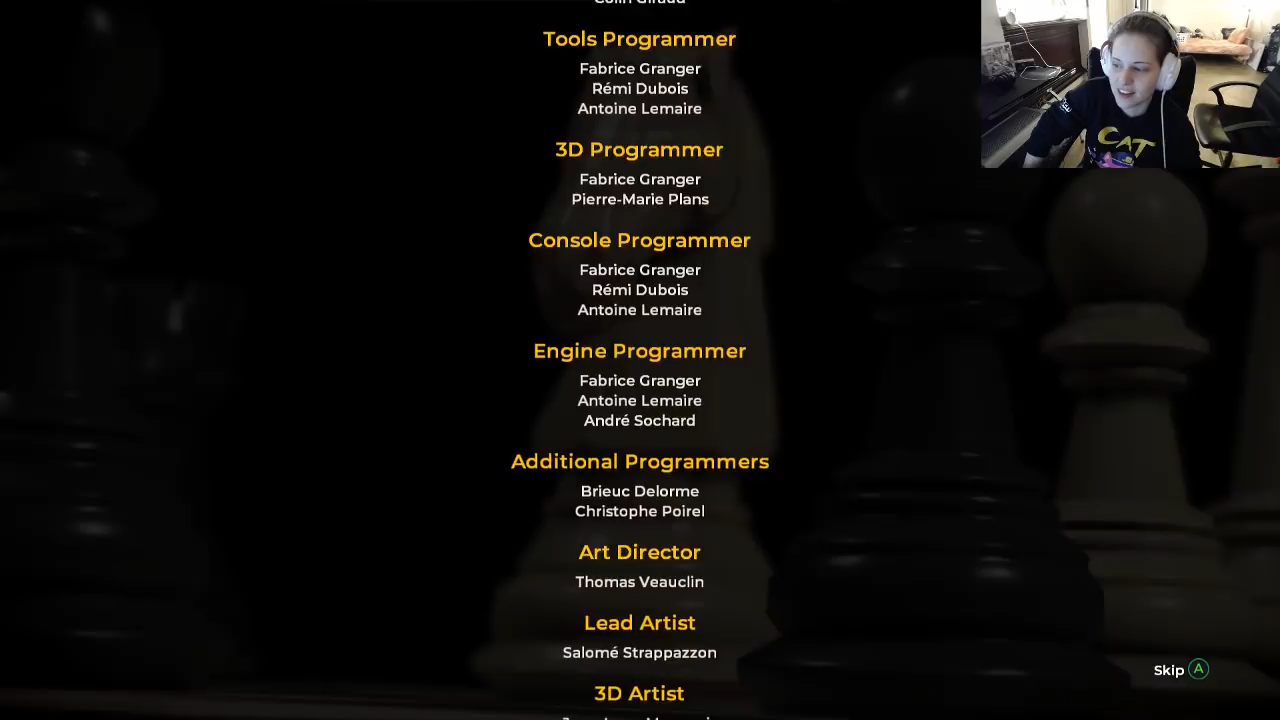 Tools Programmer
Fabrice Granger
Rémi Dubois
Antoine Lemaire
3D Programmer
Fabrice Granger
Pierre-Marie Plans
Console Programmer
Fabrice Granger
Rémi Dubois
Antoine Lemaire
Engine Programmer
Fabrice Granger
Antoine Lemaire
André Sochard
Additional Programmers
Brieuc Delorme
Christophe Poirel
Art Director
Thomas Veauclin
Lead Artist
Salomé Strappazzon
3D Artist
Skip A
CAT